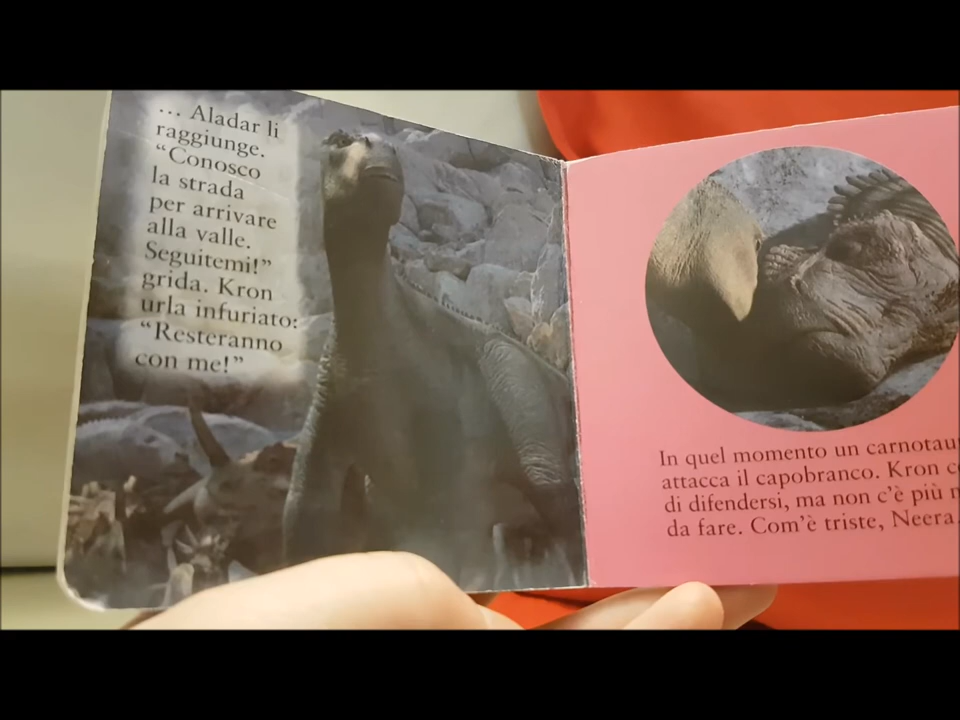 ... Aladar li
raggiunge.
“Conosco
la strada
per arrivare
alla valle.
Seguitemi!”
grida. Kron
urla infuriato:
“Resteranno
con me!”
In quel momento un
attacca il capobranco. Kron
di difendersi, ma non c'è più
da fare. Com'è triste, Neera